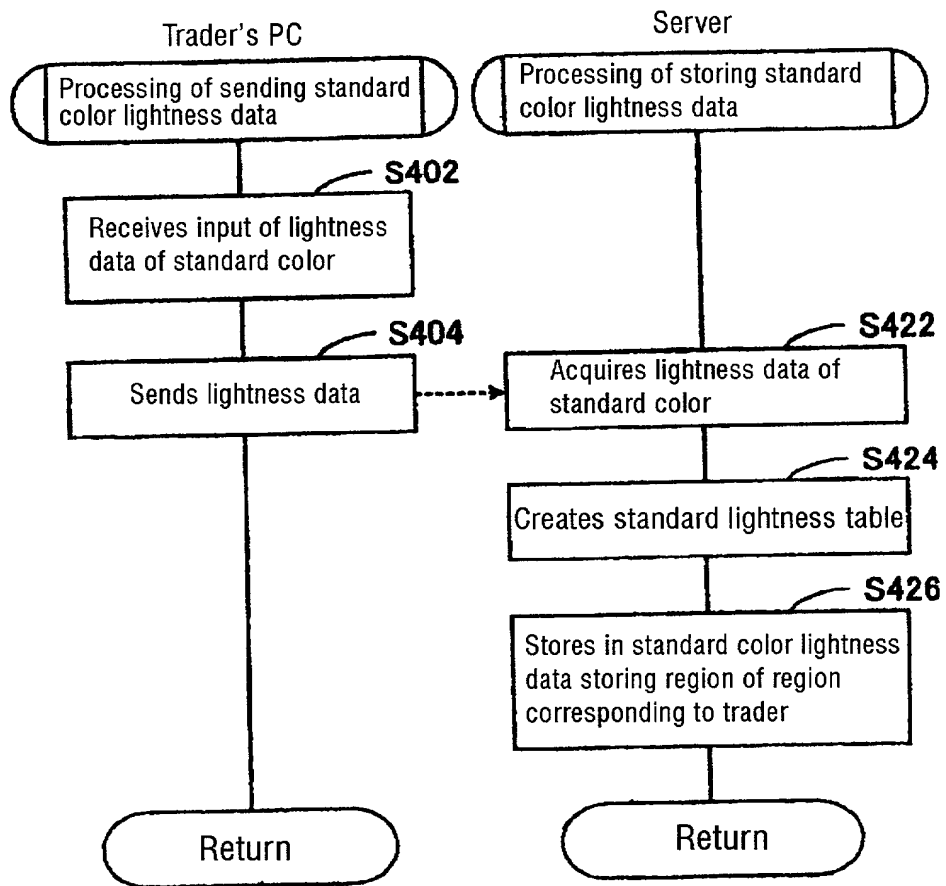 Trader's PC
Processing of sending standard
color lightness data
S402
Receives input of lightness
data of standard color
S404
Sends lightness data
Return
Server
Processing of storing standard
color lightness data
S422
Acquires lightness data of
standard color
S424
Creates standard lightness table
S426
Stores in standard color lightness
data storing region of region
corresponding to trader
Return